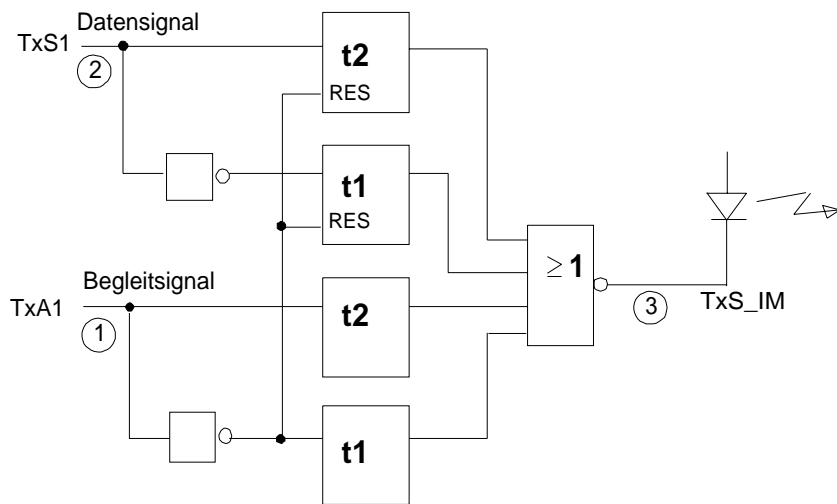 Datensignal
TxS1
2
t2
RES
t1
RES
≥ 1
Begleitsignal
TxA1
1
t2
3
TxS_IM
t1